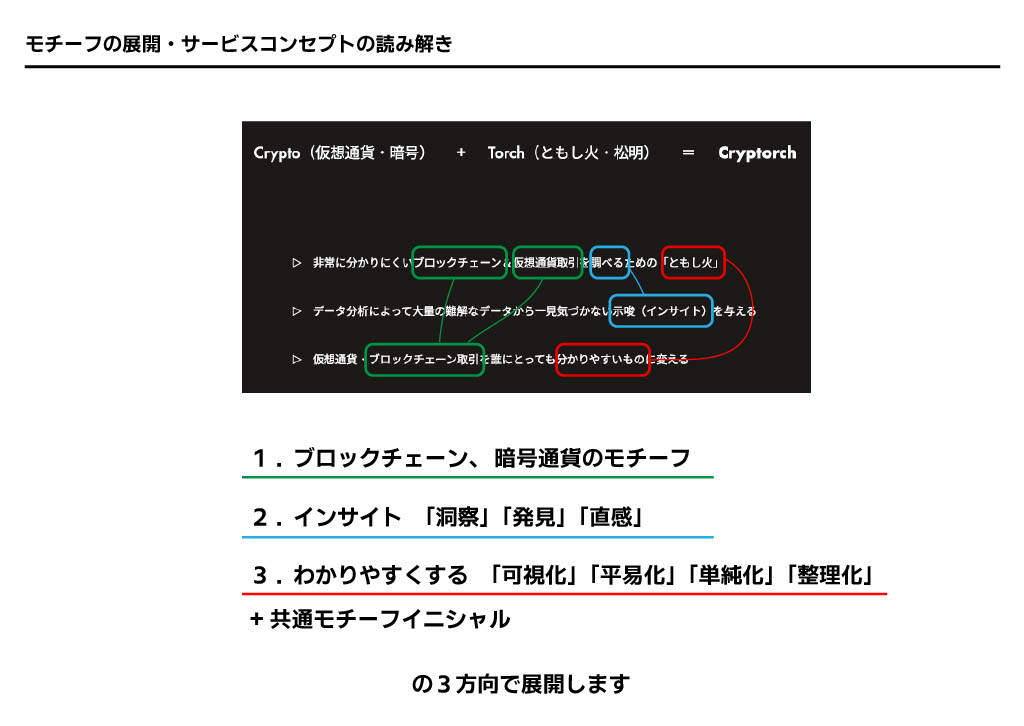 モチーフの展開・サービスコンセプトの読み解き
Crypto（仮想通貨・暗号） + Torch（ともし火・松明） = Cryptorch
▷ 非常に分かりにくいブロックチェーン&仮想通貨取引を調べるための「ともし火」
▷ データ分析によって大量の難解なデータから一見気づかない示唆（インサイト）を与える
▷ 仮想通貨・ブロックチェーン取引を誰にとっても分かりやすいものに変える
１．ブロックチェーン、暗号通貨のモチーフ
２．インサイト 「洞察」「発見」「直感」
３．わかりやすくする 「可視化」「平易化」「単純化」「整理化」
+ 共通モチーフイニシャル
の３方向で展開します